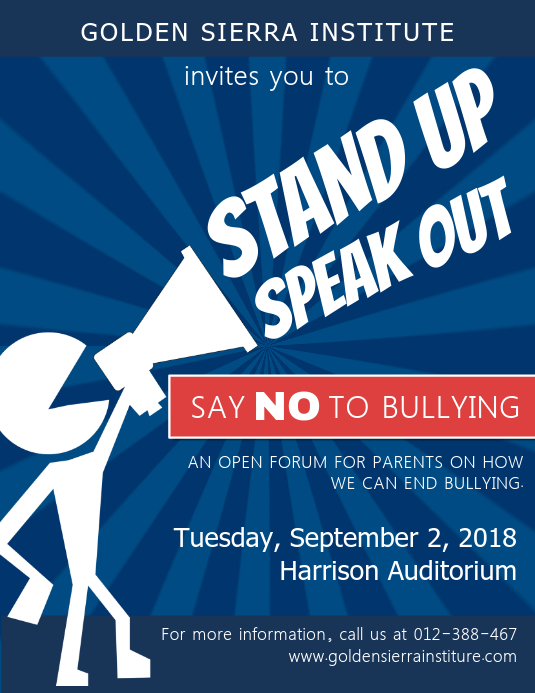 GOLDEN SIERRA INSTITUTE
invites you to
STAND UP
SPEAK OUT
SAY NO TO BULLYING
AN OPEN FORUM FOR PARENTS ON HOW
WE CAN END BULLYING.
Tuesday, September 2, 2018
Harrison Auditorium
For more information, call us at 012-388-467
www.goldensierrainstiture.com